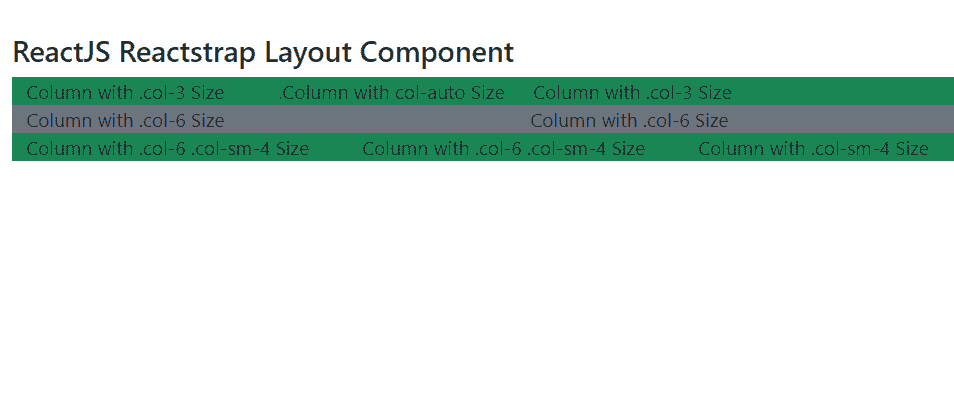 ReactJS Reactstrap Layout Component
Column with .col-3 Size .Column with col-auto Size Column with .col-3 Size
Column with .col-6 Size Column with .col-6 Size
Column with .col-6 .col-sm-4 Size Column with .col-6 .col-sm-4 Size Column with .col-sm-4 Size